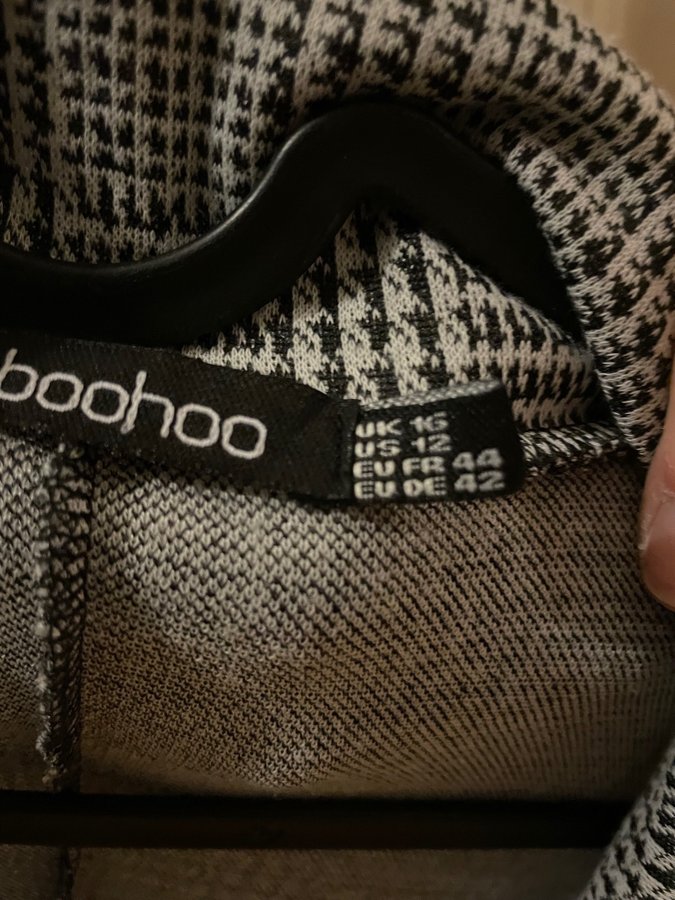 boohoo
UK 16
US 12
EU FR 44
EU DE 42